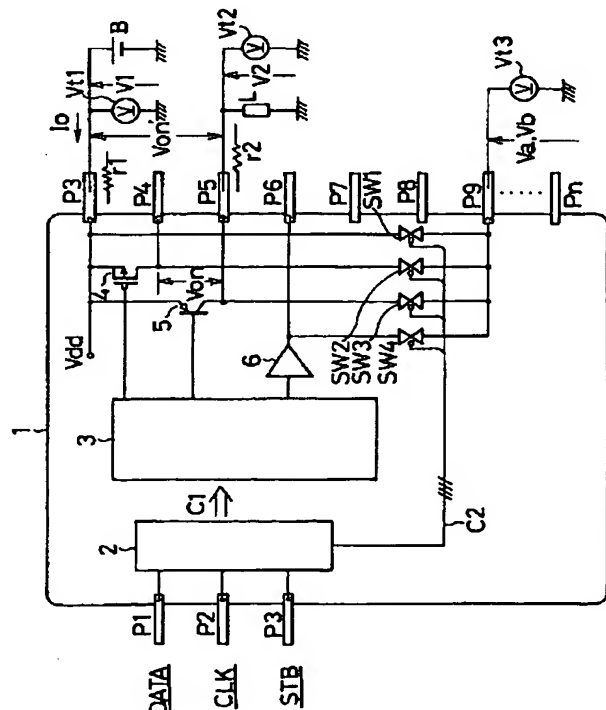 1
Vdd
4
5
Von
6
3
C1
2
P1
P2
P3
DATA
CLK
STB
C2
SW1
SW2
SW3
SW4
P3
P4
P5
P6
P7
P8
P9
Pn
Io
r1
Vt1
V
V1
B
Von'
r2
L
V2
V
Vt2
Va,Vb
V
Vt3